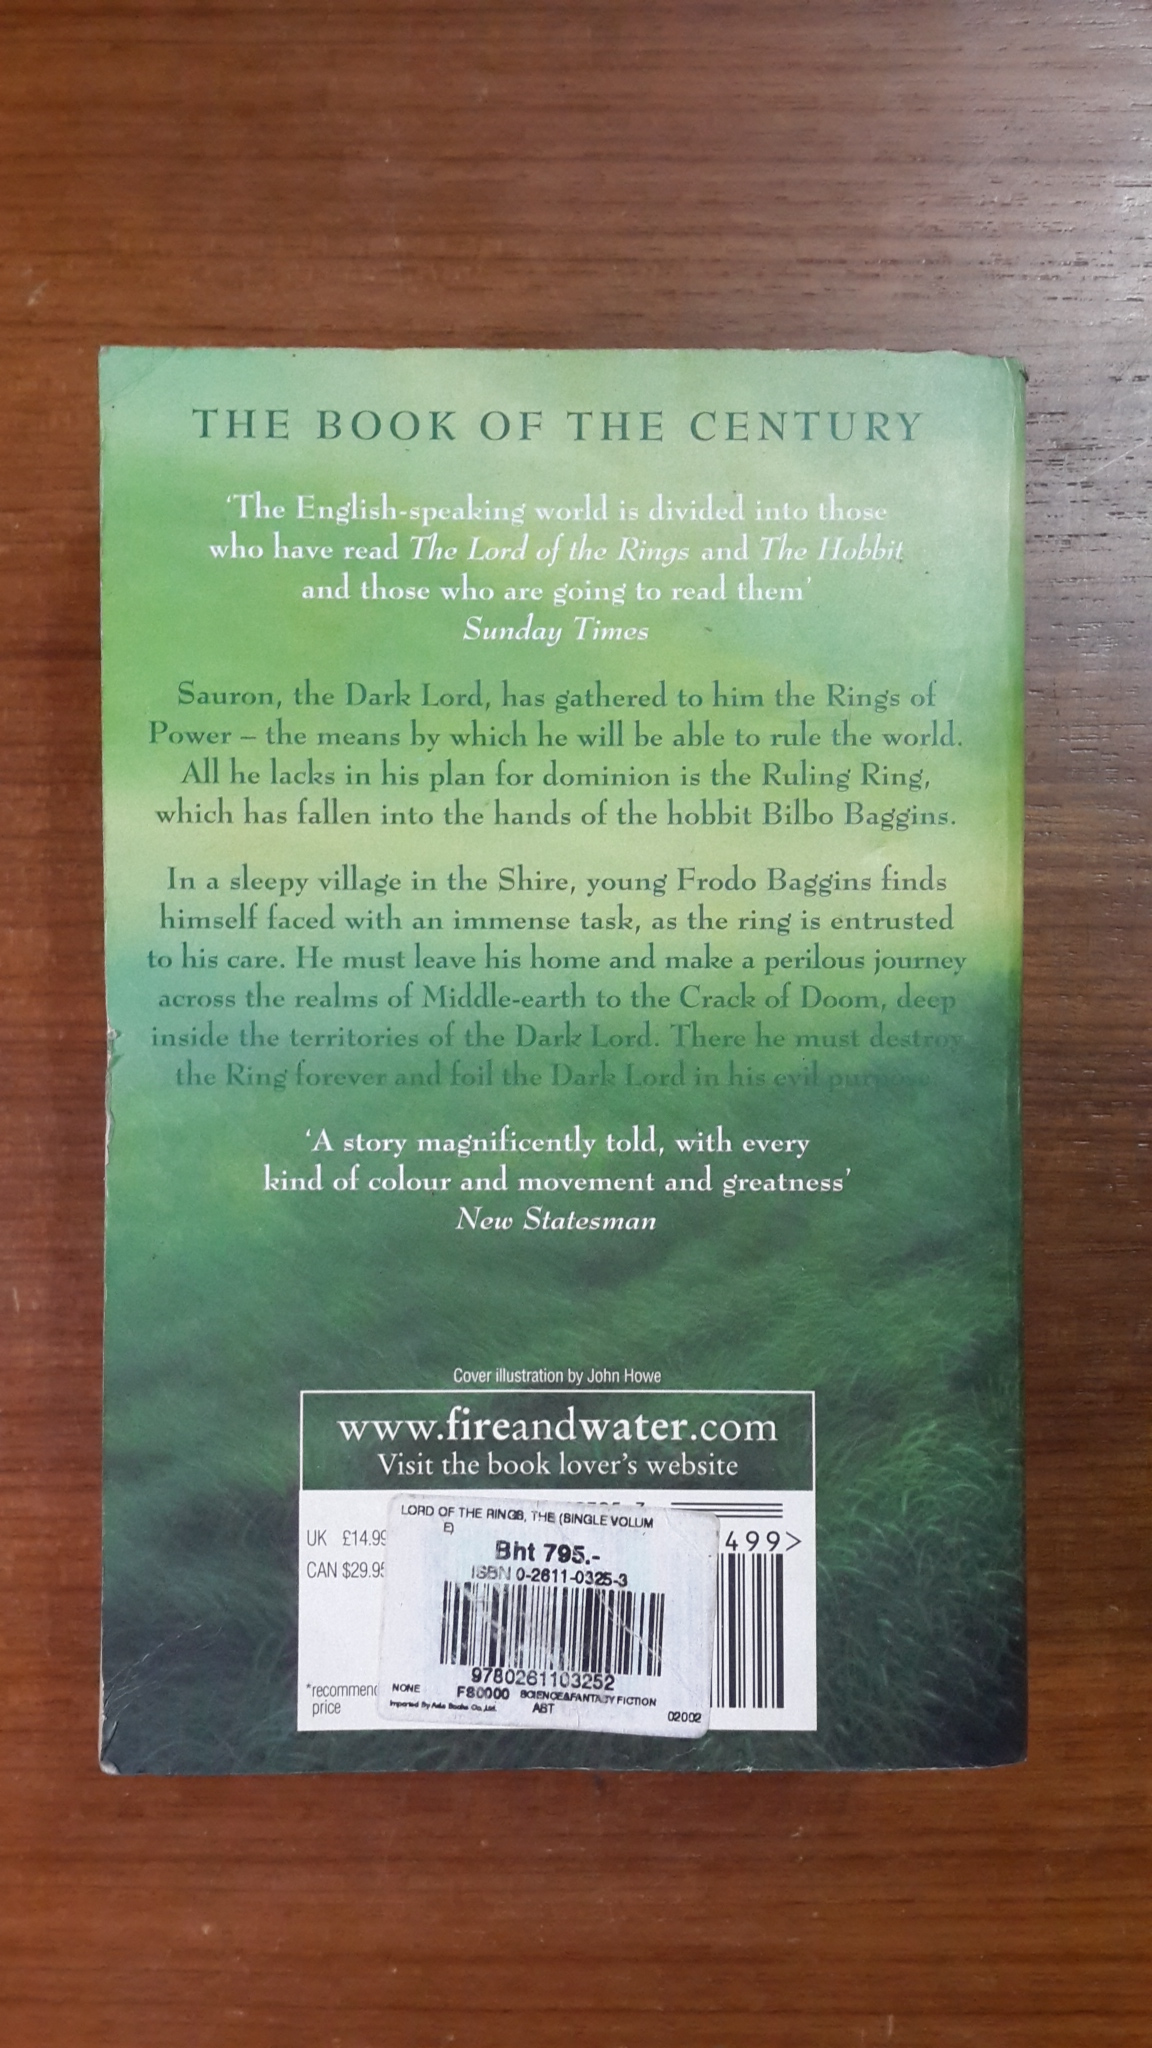 THE BOOK OF THE CENTURY
‘The English-speaking world is divided into those
who have read The Lord of the Rings and The Hobbit
and those who are going to read them’
Sunday Times
Sauron, the Dark Lord, has gathered to him the Rings of
Power – the means by which he will be able to rule the world.
All he lacks in his plan for dominion is the Ruling Ring,
which has fallen into the hands of the hobbit Bilbo Baggins.
In a sleepy village in the Shire, young Frodo Baggins finds
himself faced with an immense task, as the ring is entrusted
to his care. He must leave his home and make a perilous journey
across the realms of Middle-earth to the Crack of Doom, deep
inside the territories of the Dark Lord. There he must destroy
the Ring forever and foil the Dark Lord in his evil purpose.
‘A story magnificently told, with every
kind of colour and movement and greatness’
New Statesman
Cover illustration by John Howe
www.fireandwater.com
Visit the book lover's website
UK £14.99
CAN $29.95
*recommen
price
499>
LORD OF THE RINGS, THE (SINGLE VOLUM
E)
Bht 795.-
ISBN 0-2611-0325-3
9780261103252
NONE F80000 SCIENCE&FANTASY FICTION
Imported By Asia Books Co.,Ltd. ABT
02002